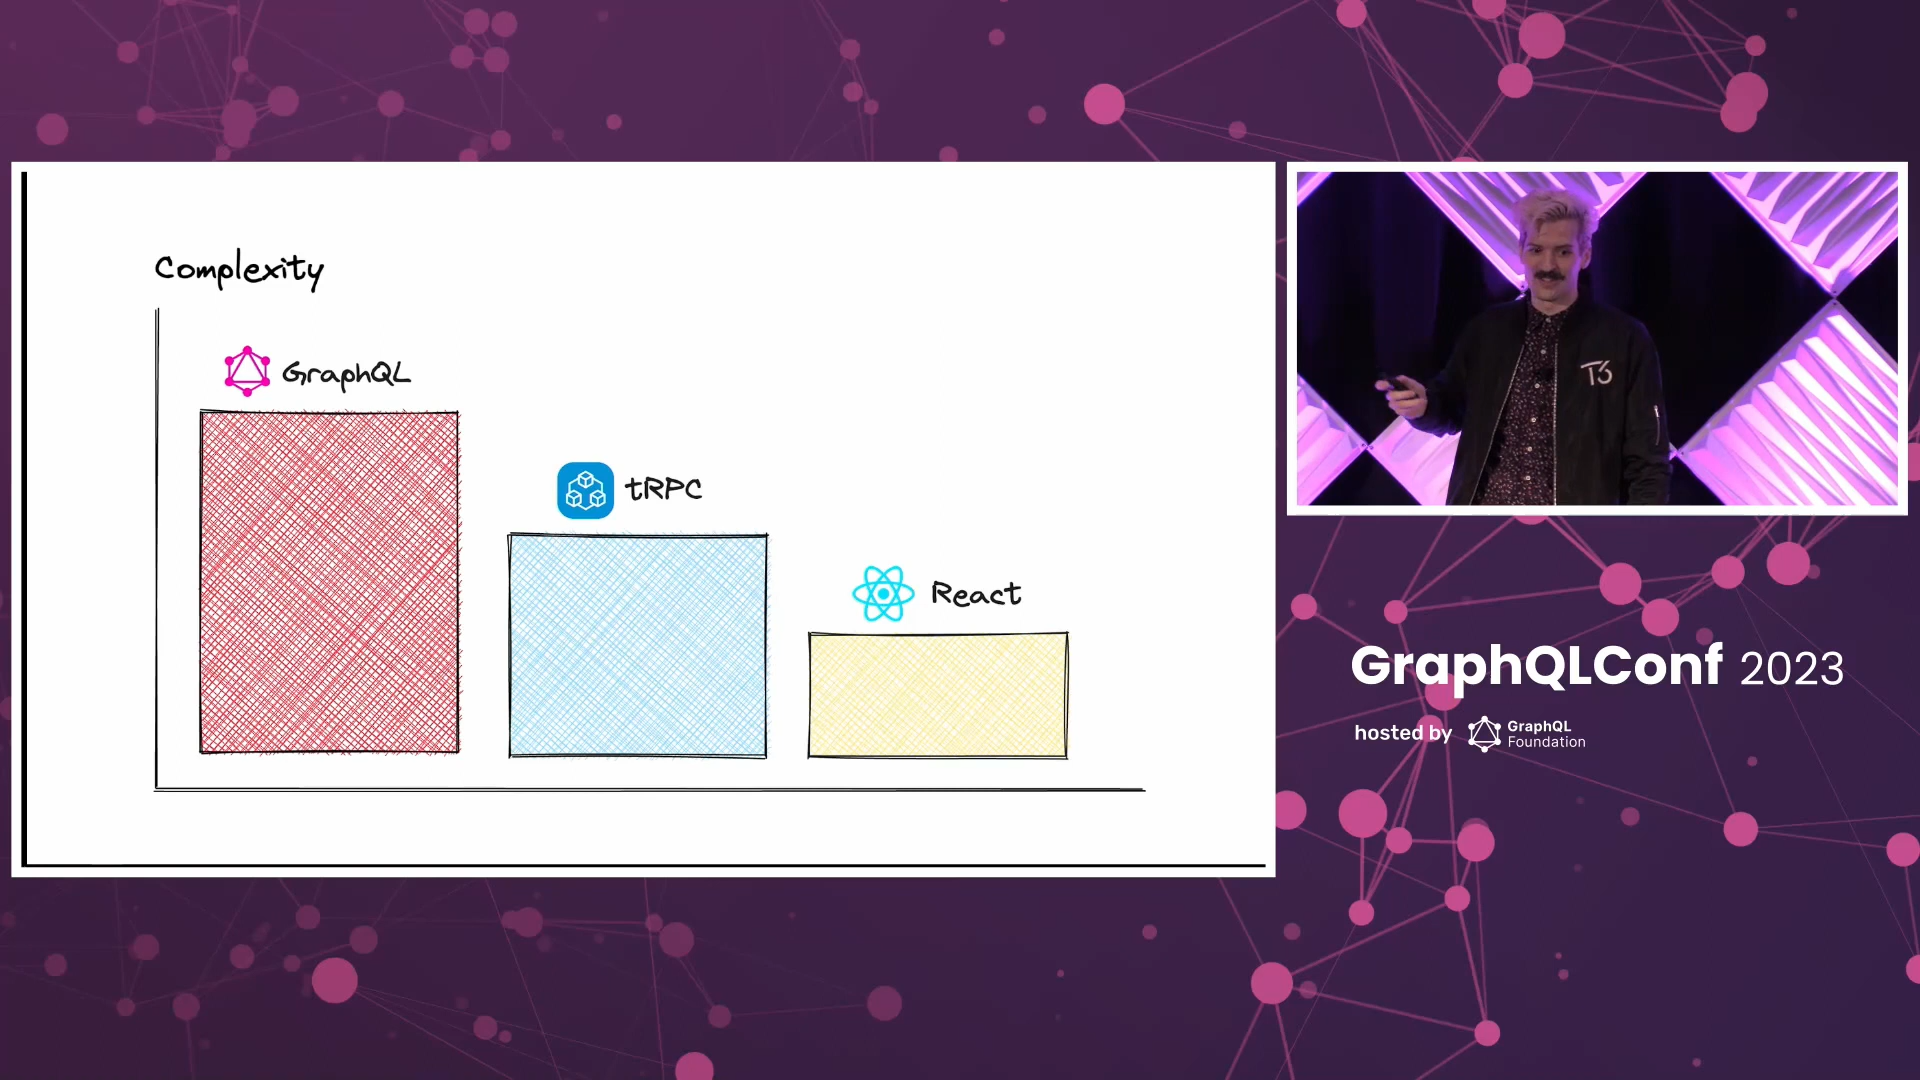 Complexity
GraphQL
tRPC
React
T3
GraphQLConf 2023
hosted by GraphQL
Foundation